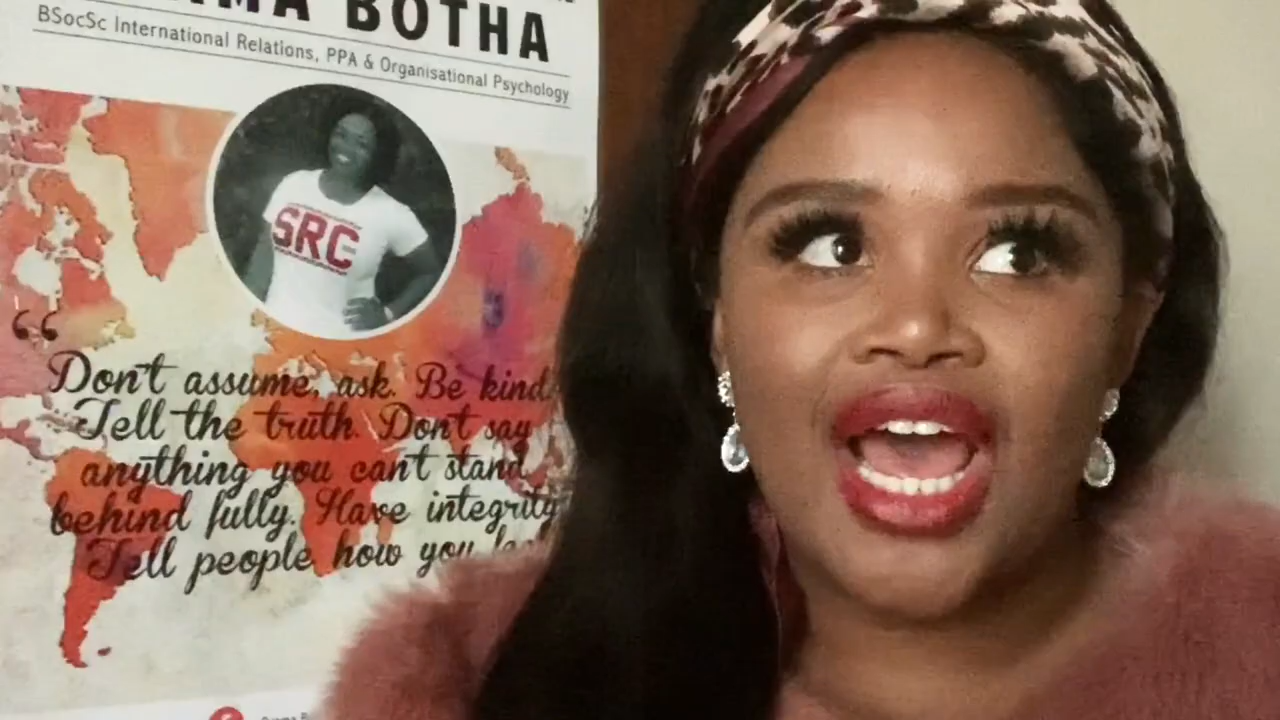 BOTHA
BSocSc International Relations, PPA & Organisational Psychology
SRC
“
Don't assume, ask. Be kind.
Tell the truth. Don't say
anything you can't stand
behind fully. Have integrity
Tell people how you